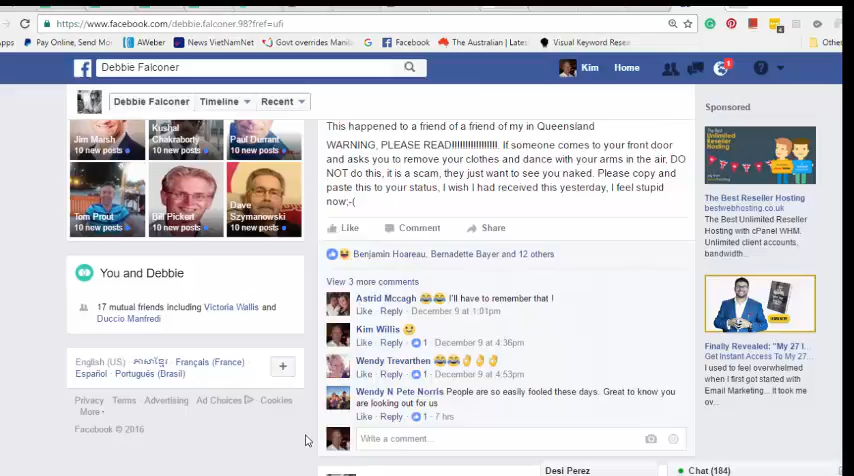 https://www.facebook.com/debbie.falconer.98?fref=ufi
Pay Online, Send Mo
AWeber
News VietNamNet
Govt overrides Manila
Facebook
The Australian | Lates
Visual Keyword Rese
Debbie Falconer
Kim
Home
1
Debbie Falconer
Timeline
Recent
Jim Marsh
10 new posts
Kushal
Chakraborty
10 new posts
Paul Durrant
10 new posts
Tom Prout
10 new posts
Bill Pickert
10 new posts
Dave
Szymanowski
10 new posts
You and Debbie
17 mutual friends including Victoria Wallis and
Duccio Manfredi
English (US) · ភាសាខ្មែរ · Français (France) ·
Español · Português (Brasil)
Privacy · Terms · Advertising · Ad Choices · Cookies ·
More
Facebook © 2016
This happened to a friend of a friend of my in Queensland
WARNING, PLEASE READ!!!!!!!!!!!!!!!!!!!. If someone comes to your front door
and asks you to remove your clothes and dance with your arms in the air, DO
NOT do this, it is a scam, they just want to see you naked. Please copy and
paste this to your status, I wish I had received this yesterday, I feel stupid
now;-(
Like
Comment
Share
Benjamin Hoareau, Bernadette Bayer and 12 others
View 3 more comments
Astrid Mccagh 😂😂 I'll have to remember that !
Like · Reply · December 9 at 1:01pm
Kim Willis 😀
Like · Reply · 1 · December 9 at 4:36pm
Wendy Trevarthen 😂😂👌👌👌
Like · Reply · 1 · December 9 at 4:53pm
Wendy N Pete Norris People are so easily fooled these days. Great to know you
are looking out for us
Like · Reply · 1 · 7 hrs
Write a comment...
Sponsored
The Best Reseller Hosting
bestwebhosting.co.uk
The Best Unlimited
Reseller Hosting with
cPanel WHM.
Unlimited client accounts,
bandwidth..
Finally Revealed: "My 27 I...
Get Instant Access To My 27...
I used to feel overwhelmed
when I first got started with
Email Marketing... it took me
ov...
Desi Perez
Chat (184)